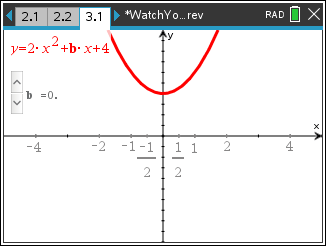 2.1 2.2 3.1 *WatchYo…rev RAD
y=2·x²+b·x+4
y
b =0.
x
-4 -2 -1 -1/2 1/2 1 2 4